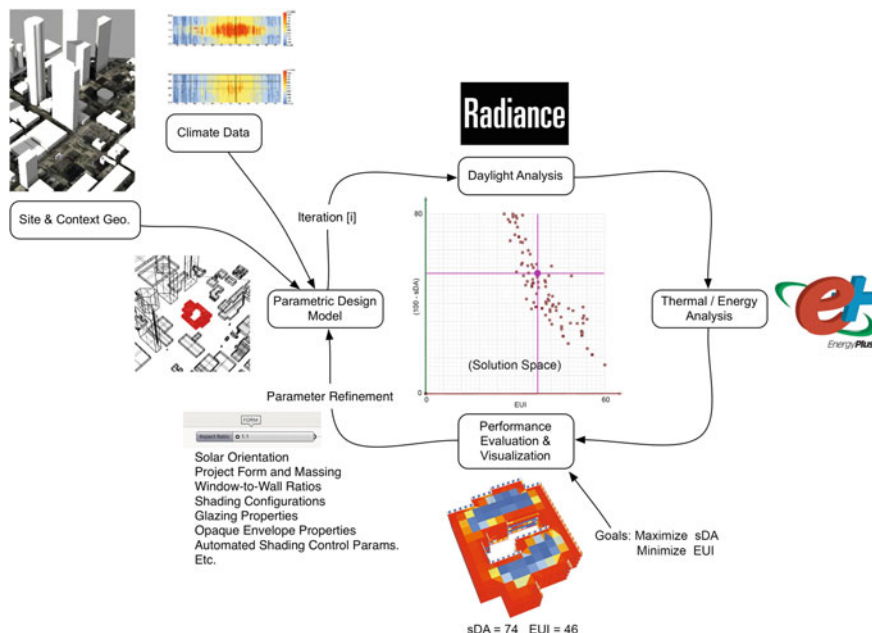 Climate Data
Radiance
Daylight Analysis
Iteration [i]
Site & Context Geo.
Parametric Design
Model
80
(100 - sDA)
(Solution Space)
0
EUI
60
Thermal / Energy
Analysis
e+
EnergyPlus
Parameter Refinement
Performance
Evaluation &
Visualization
Aspect Ratio
1.1
Solar Orientation
Project Form and Massing
Window-to-Wall Ratios
Shading Configurations
Glazing Properties
Opaque Envelope Properties
Automated Shading Control Params.
Etc.
Goals: Maximize sDA
Minimize EUI
sDA = 74 EUI = 46